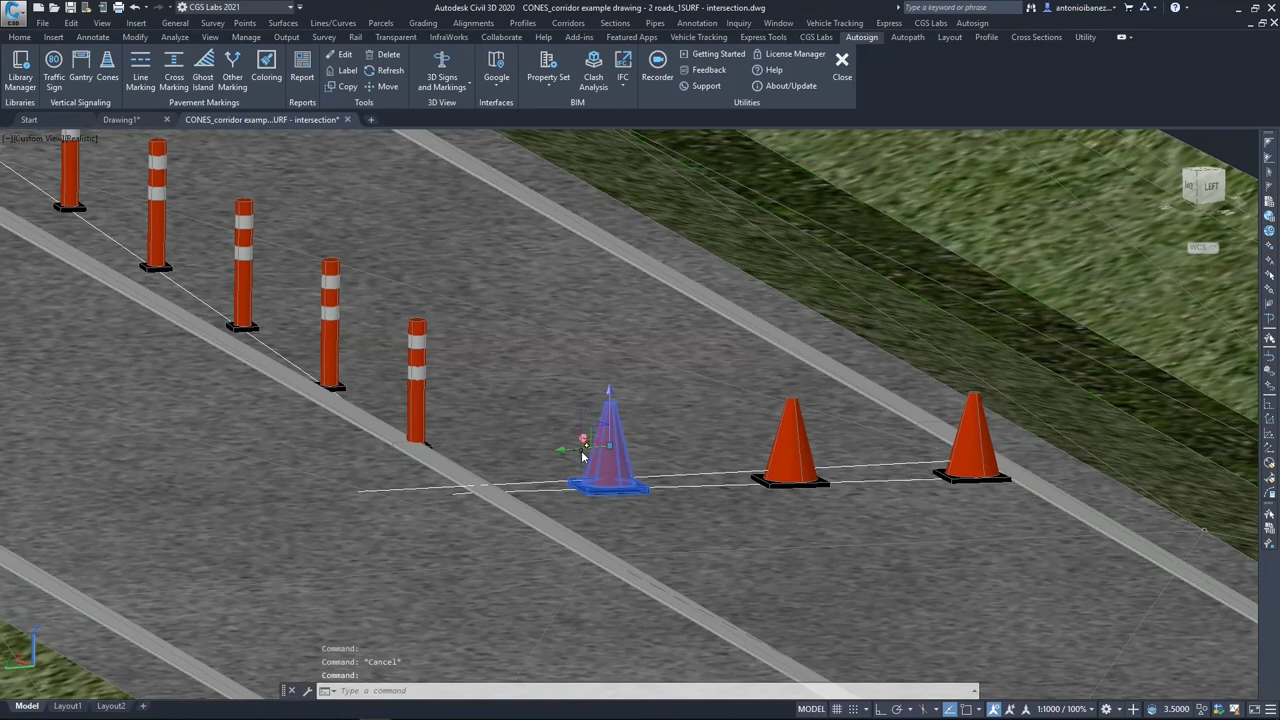 CGS Labs 2021
Autodesk Civil 3D 2020 CONES_corridor example drawing - 2 roads_1SURF - intersection.dwg
Type a keyword or phrase
antonioibanez...
C3D
File Edit View Insert General Survey Points Surfaces Lines/Curves Parcels Grading Alignments Profiles Corridors Sections Pipes Annotation Inquiry Window Vehicle Tracking Express CGS Labs Autosign
Home Insert Annotate Modify Analyze View Manage Output Survey Rail Transparent InfraWorks Collaborate Help Add-ins Featured Apps Vehicle Tracking Express Tools CGS Labs Autosign Autopath Layout Profile Cross Sections Utility
Library Manager
Traffic Sign
80
Gantry
Cones
Line Marking
Cross Marking
Ghost Island
Other Marking
Coloring
Report
Edit
Label
Copy
Delete
Refresh
Move
3D Signs and Markings
Google
Property Set
Clash Analysis
IFC
Recorder
Getting Started
Feedback
Support
License Manager
Help
About/Update
Close
Libraries Vertical Signaling Pavement Markings Reports Tools 3D View Interfaces BIM Utilities
Start Drawing1* CONES_corridor examp...URF - intersection*
[−][Custom View][Realistic]
LEFT
WCS
Command:
Command: *Cancel*
Command:
Type a command
Model Layout1 Layout2
MODEL
1:1000 / 100%
3.5000